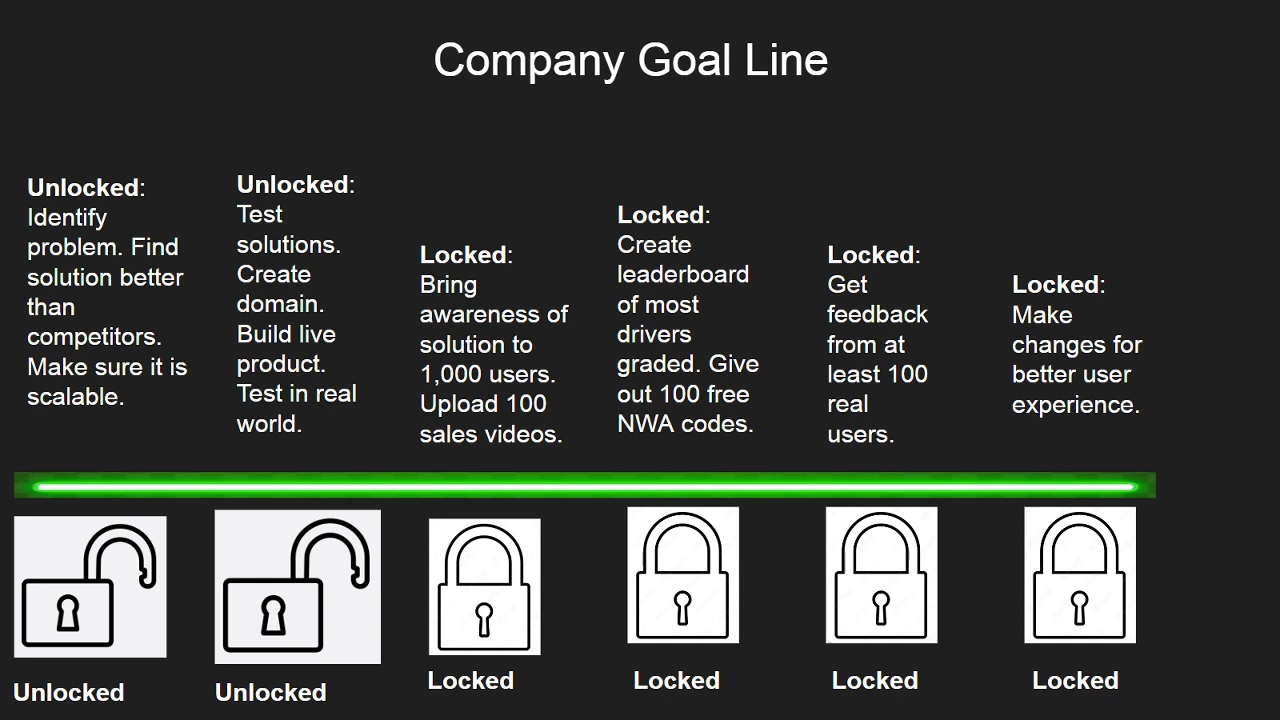 Company Goal Line
Unlocked:
Identify
problem. Find
solution better
than
competitors.
Make sure it is
scalable.
Unlocked:
Test
solutions.
Create
domain.
Build live
product.
Test in real
world.
Locked:
Bring
awareness of
solution to
1,000 users.
Upload 100
sales videos.
Locked:
Create
leaderboard
of most
drivers
graded. Give
out 100 free
NWA codes.
Locked:
Get
feedback
from at
least 100
real
users.
Locked:
Make
changes for
better user
experience.
Unlocked
Unlocked
Locked
Locked
Locked
Locked